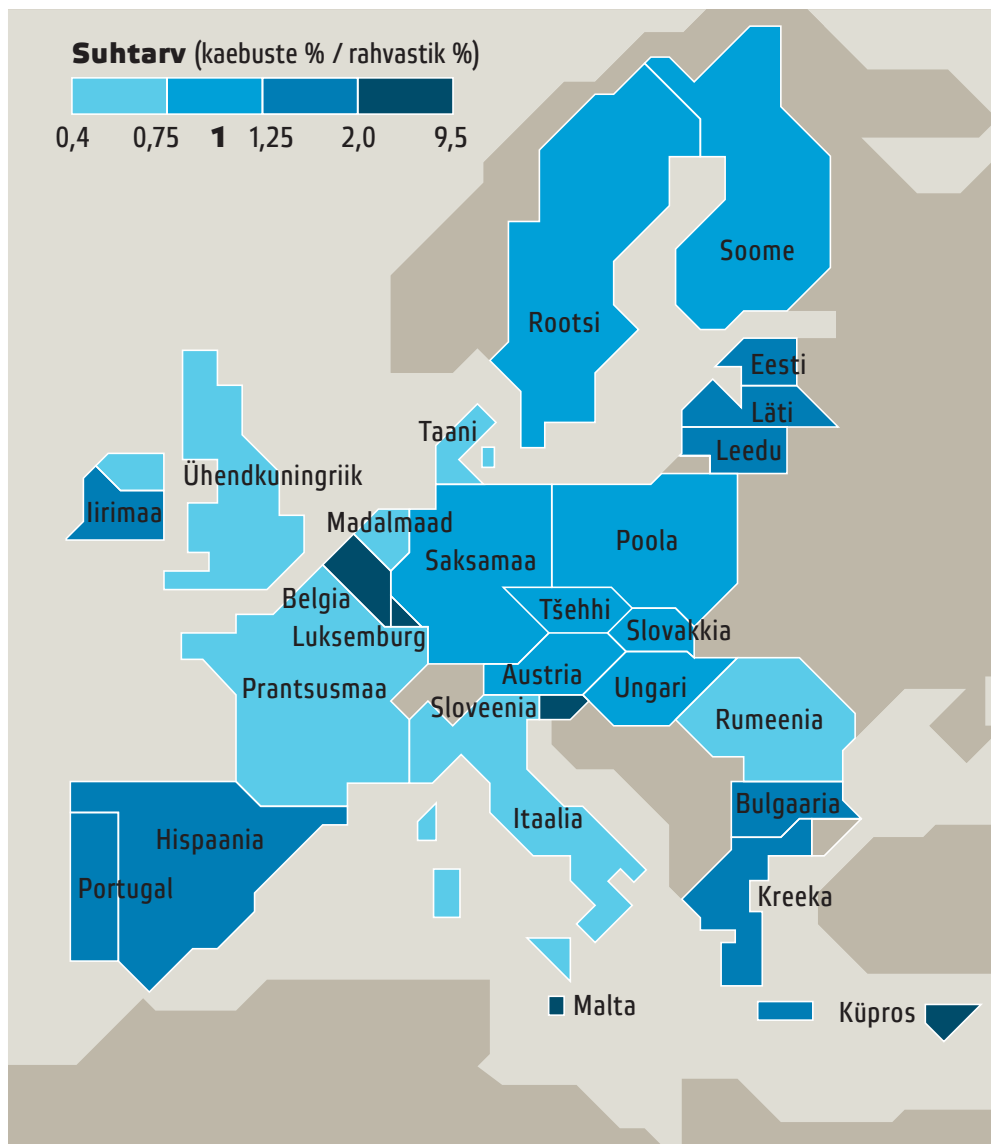 Suhtarv (kaebuste % / rahvastik %)
0,4 0,75 1 1,25 2,0 9,5
Soome
Rootsi
Eesti
Läti
Leedu
Taani
Ühendkuningriik
Iirimaa
Madalmaad
Saksamaa
Poola
Belgia
Tšehhi
Luksemburg
Slovakkia
Austria
Prantsusmaa
Ungari
Sloveenia
Rumeenia
Bulgaaria
Itaalia
Hispaania
Portugal
Kreeka
Malta
Küpros